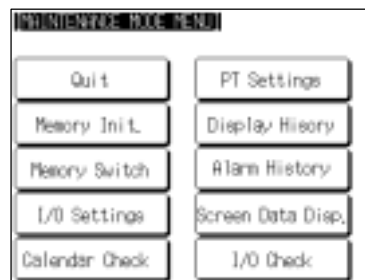 [MAINTENANCE MODE MENU]
Quit
PT Settings
Memory Init.
Display Hisory
Memory Switch
Alarm History
I/O Settings
Screen Data Disp.
Calendar Check
I/O Check